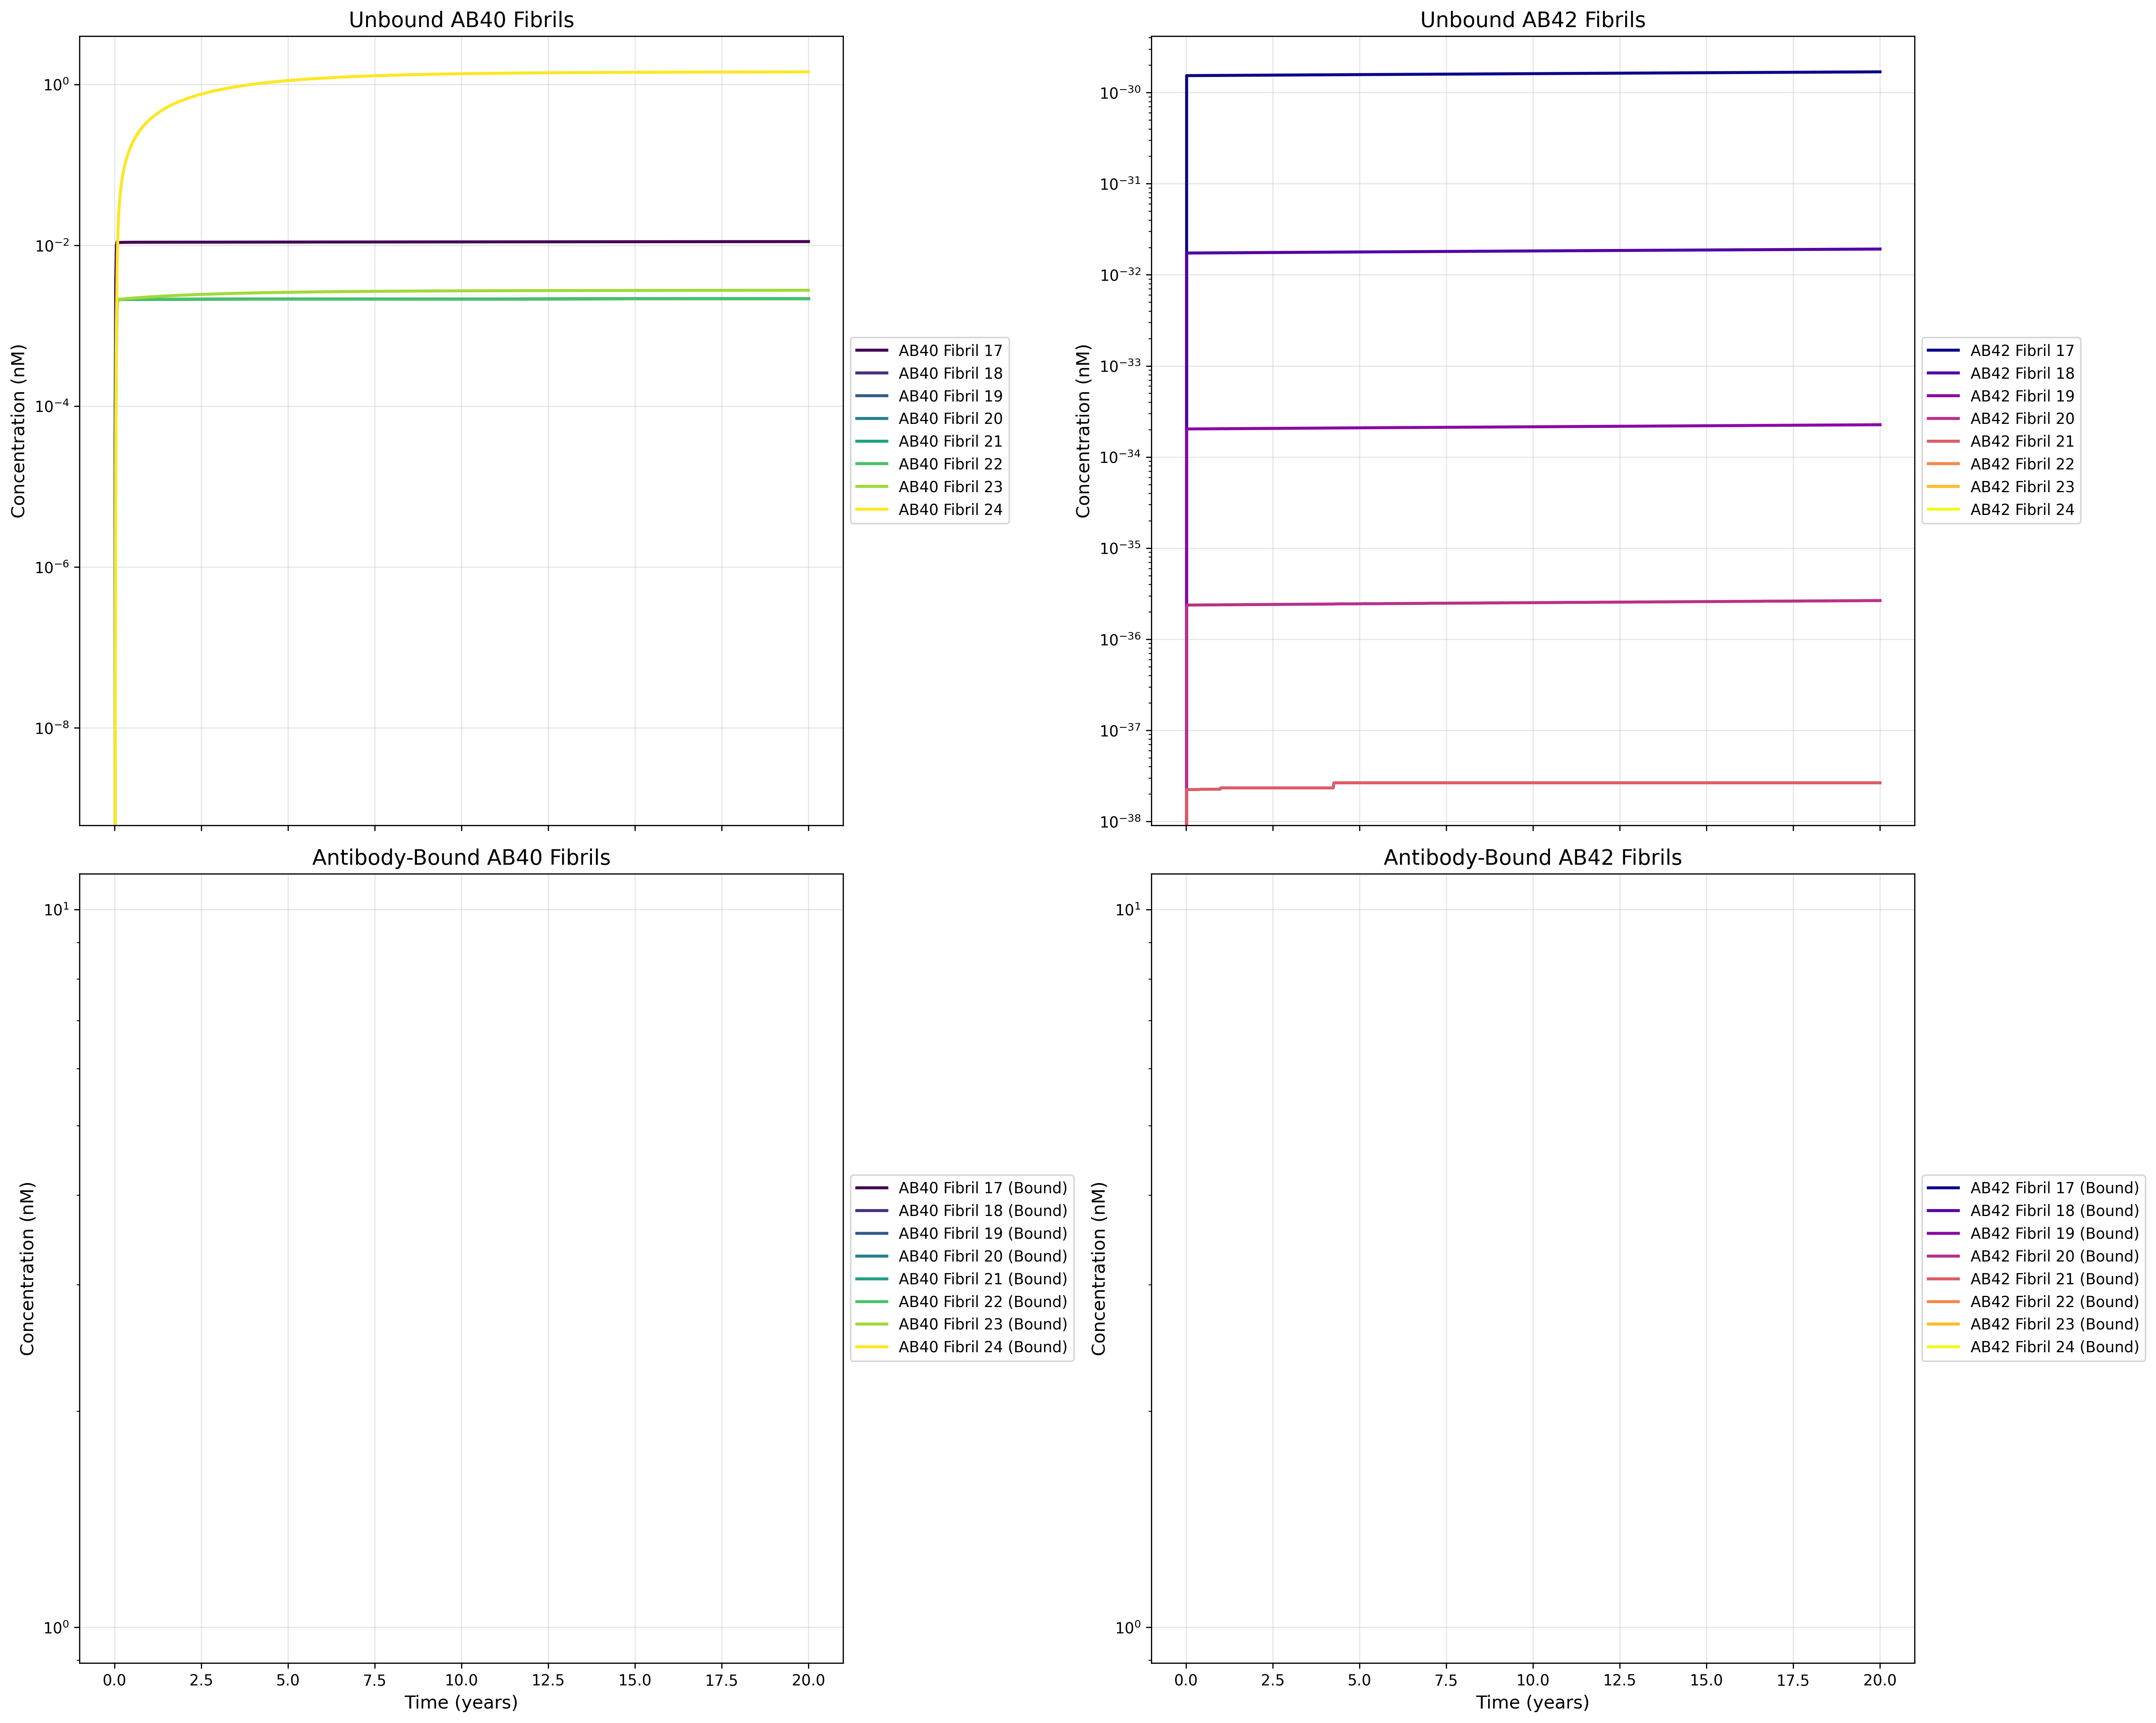 Unbound AB40 Fibrils
Concentration (nM)
10⁰
10⁻²
10⁻⁴
10⁻⁶
10⁻⁸
AB40 Fibril 17
AB40 Fibril 18
AB40 Fibril 19
AB40 Fibril 20
AB40 Fibril 21
AB40 Fibril 22
AB40 Fibril 23
AB40 Fibril 24
Unbound AB42 Fibrils
Concentration (nM)
10⁻³⁰
10⁻³¹
10⁻³²
10⁻³³
10⁻³⁴
10⁻³⁵
10⁻³⁶
10⁻³⁷
10⁻³⁸
AB42 Fibril 17
AB42 Fibril 18
AB42 Fibril 19
AB42 Fibril 20
AB42 Fibril 21
AB42 Fibril 22
AB42 Fibril 23
AB42 Fibril 24
Antibody-Bound AB40 Fibrils
Concentration (nM)
10¹
10⁰
0.0 2.5 5.0 7.5 10.0 12.5 15.0 17.5 20.0
Time (years)
AB40 Fibril 17 (Bound)
AB40 Fibril 18 (Bound)
AB40 Fibril 19 (Bound)
AB40 Fibril 20 (Bound)
AB40 Fibril 21 (Bound)
AB40 Fibril 22 (Bound)
AB40 Fibril 23 (Bound)
AB40 Fibril 24 (Bound)
Antibody-Bound AB42 Fibrils
Concentration (nM)
10¹
10⁰
0.0 2.5 5.0 7.5 10.0 12.5 15.0 17.5 20.0
Time (years)
AB42 Fibril 17 (Bound)
AB42 Fibril 18 (Bound)
AB42 Fibril 19 (Bound)
AB42 Fibril 20 (Bound)
AB42 Fibril 21 (Bound)
AB42 Fibril 22 (Bound)
AB42 Fibril 23 (Bound)
AB42 Fibril 24 (Bound)